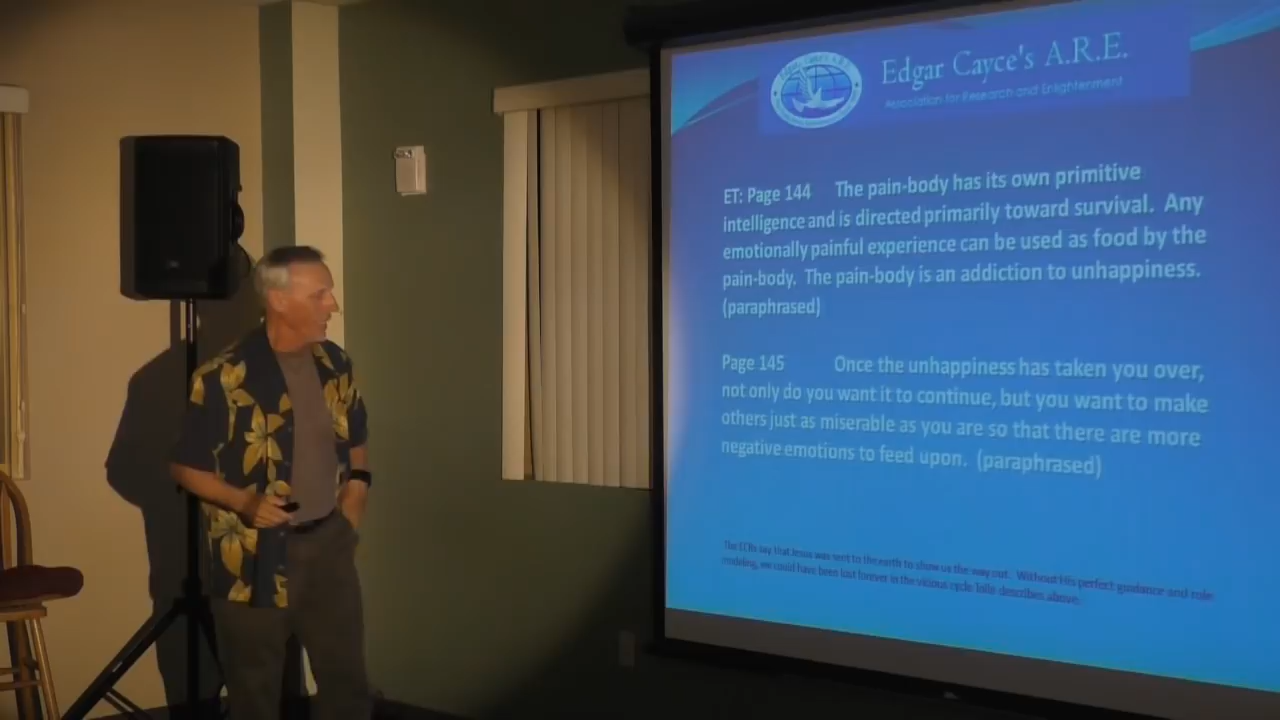 Edgar Cayce's A.R.E.
Association for Research and Enlightenment
ET: Page 144 The pain-body has its own primitive
intelligence and is directed primarily toward survival. Any
emotionally painful experience can be used as food by the
pain-body. The pain-body is an addiction to unhappiness.
(paraphrased)
Page 145 Once the unhappiness has taken you over,
not only do you want it to continue, but you want to make
others just as miserable as you are so that there are more
negative emotions to feed upon. (paraphrased)
The ECRs say that Jesus was sent to the earth to show us the way out. Without His perfect guidance and role
modeling, we could have been lost forever in the vicious cycle Tolle describes above.